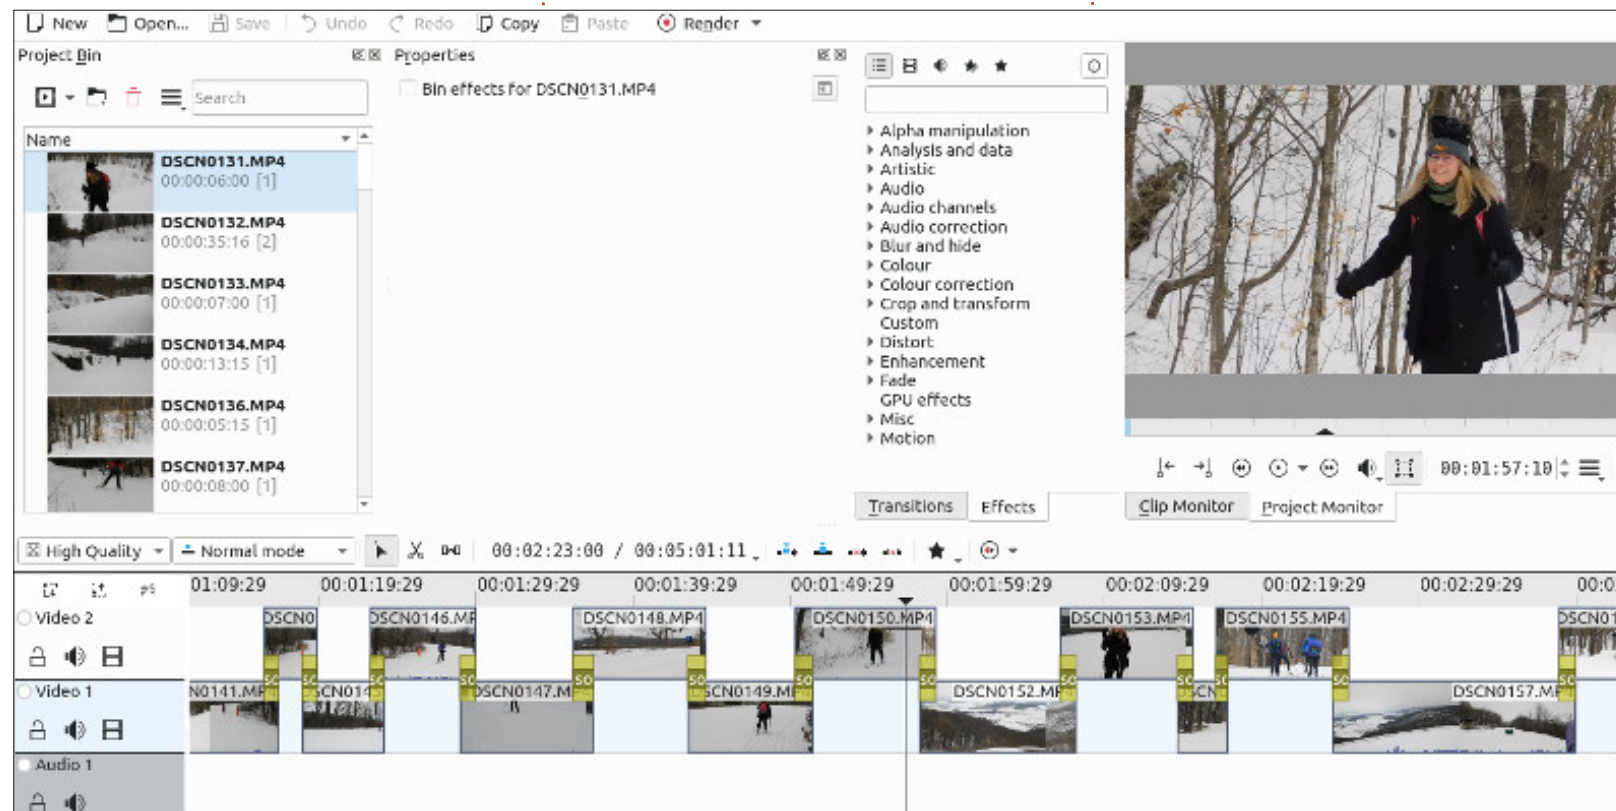 New Open... Save Undo Redo Copy Paste Render
Project Bin
Properties
Search
Bin effects for DSCN0131.MP4
Name
DSCN0131.MP4
00:00:06:00 [1]
DSCN0132.MP4
00:00:35:16 [2]
DSCN0133.MP4
00:00:07:00 [1]
DSCN0134.MP4
00:00:13:15 [1]
DSCN0136.MP4
00:00:05:15 [1]
DSCN0137.MP4
00:00:08:00 [1]
Alpha manipulation
Analysis and data
Artistic
Audio
Audio channels
Audio correction
Blur and hide
Colour
Colour correction
Crop and transform
Custom
Distort
Enhancement
Fade
GPU effects
Misc
Motion
Transitions Effects
00:01:57:10
Clip Monitor Project Monitor
High Quality Normal mode 00:02:23:00 / 00:05:01:11
01:09:29 00:01:19:29 00:01:29:29 00:01:39:29 00:01:49:29 00:01:59:29 00:02:09:29 00:02:19:29 00:02:29:29 00:0
Video 2
DSCN0 DSCN0146.MP DSCN0148.MP4 DSCN0150.MP4 DSCN0153.MP4 DSCN0155.MP4 DSCN01
Video 1
N0141.MP SCN014 DSCN0147.M SCN0149.MP DSCN0152.MP SCN DSCN0157.MP
Audio 1